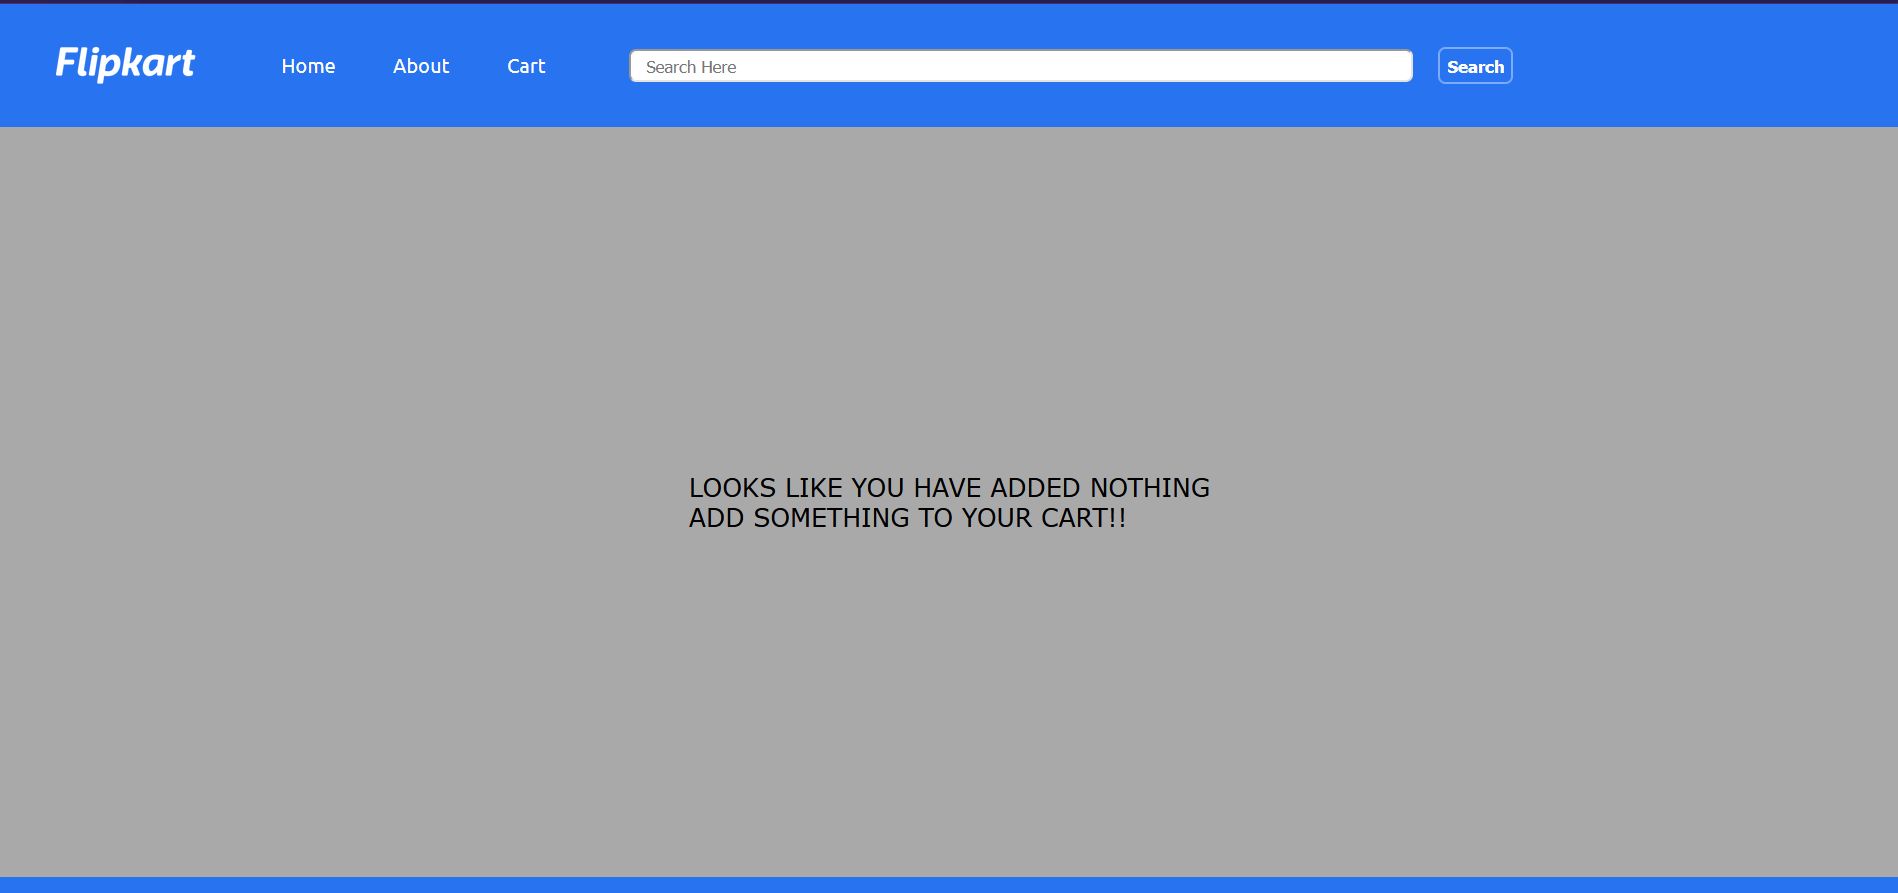 Flipkart
Home
About
Cart
Search Here
Search
LOOKS LIKE YOU HAVE ADDED NOTHING
ADD SOMETHING TO YOUR CART!!